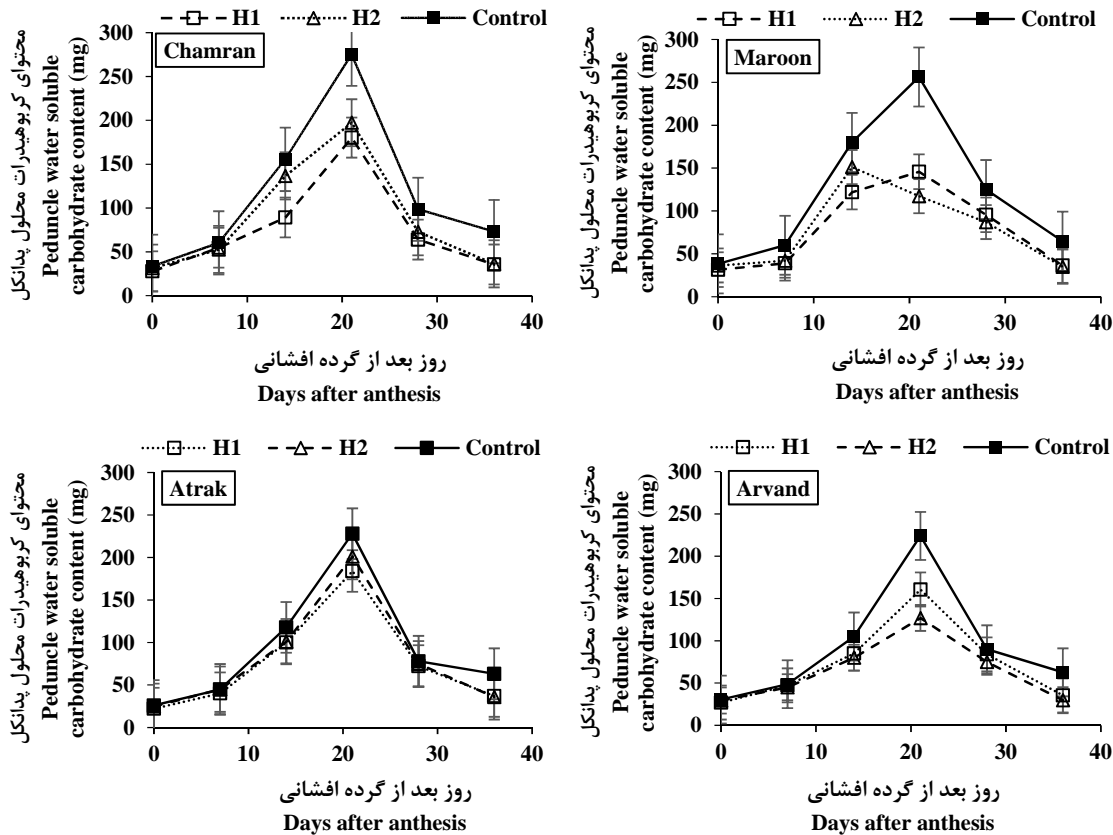 H1 H2 Control
Chamran
محتوای کربوهیدرات محلول پدانکل
Peduncle water soluble
carbohydrate content (mg)
300
250
200
150
100
50
0
0 10 20 30 40
روز بعد از گرده افشانی
Days after anthesis
H1 H2 Control
Maroon
محتوای کربوهیدرات محلول پدانکل
Peduncle water soluble
carbohydrate content (mg)
300
250
200
150
100
50
0
0 10 20 30 40
روز بعد از گرده افشانی
Days after anthesis
H1 H2 Control
Atrak
محتوای کربوهیدرات محلول پدانکل
Peduncle water soluble
carbohydrate content (mg)
300
250
200
150
100
50
0
0 10 20 30 40
روز بعد از گرده افشانی
Days after anthesis
H1 H2 Control
Arvand
محتوای کربوهیدرات محلول پدانکل
Peduncle water soluble
carbohydrate content (mg)
300
250
200
150
100
50
0
0 10 20 30 40
روز بعد از گرده افشانی
Days after anthesis